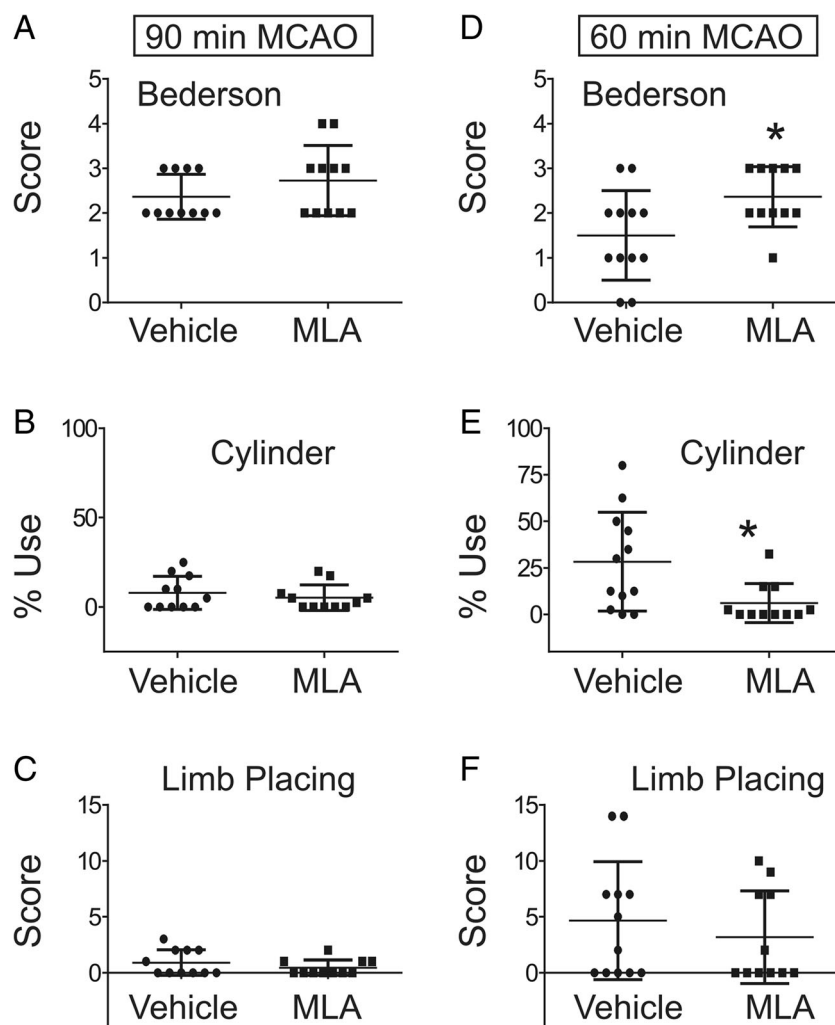 A
90 min MCAO
5
4
3
2
1
0
Score
Bederson
Vehicle
MLA
D
60 min MCAO
5
4
3
2
1
0
Score
Bederson
*
Vehicle
MLA
B
100
50
0
% Use
Cylinder
Vehicle
MLA
E
100
75
50
25
0
% Use
Cylinder
*
Vehicle
MLA
C
Limb Placing
15
10
5
0
Score
Vehicle
MLA
F
Limb Placing
15
10
5
0
Score
Vehicle
MLA